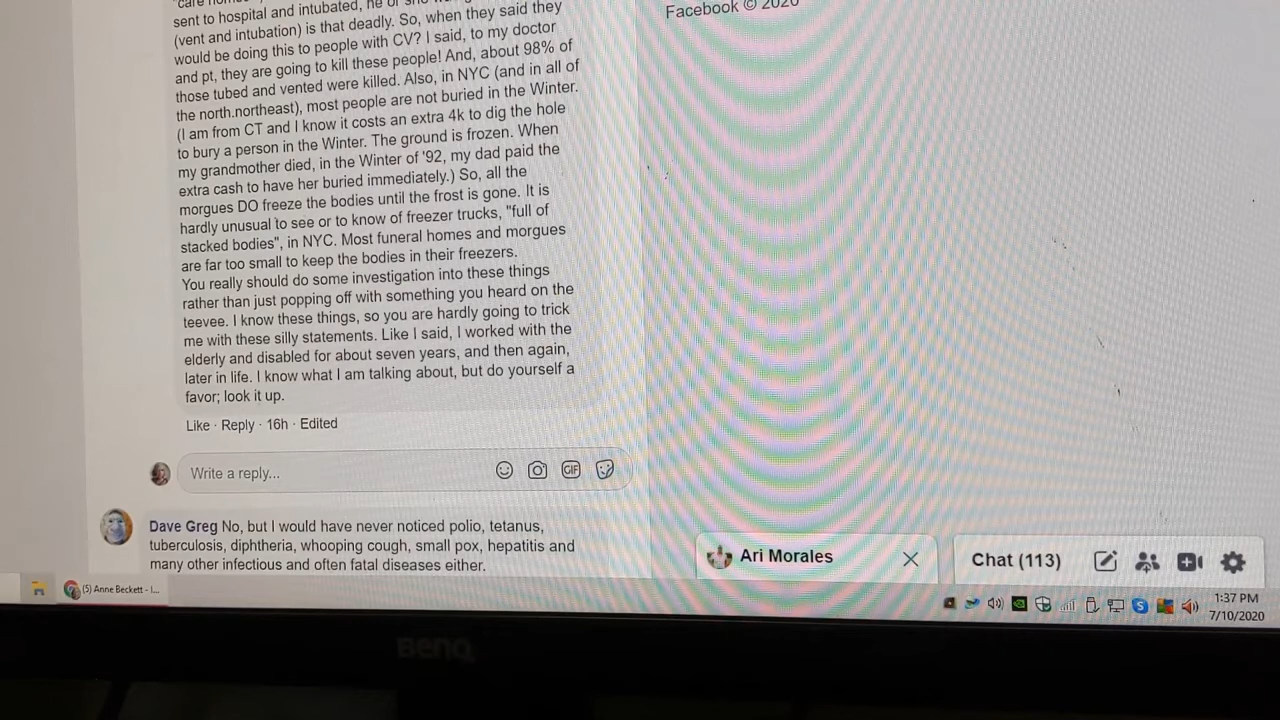 "care homes
sent to hospital and intubated, he or she
(vent and intubation) is that deadly. So, when they said they
would be doing this to people with CV? I said, to my doctor
and pt, they are going to kill these people! And, about 98% of
those tubed and vented were killed. Also, in NYC (and in all of
the north.northeast), most people are not buried in the Winter.
(I am from CT and I know it costs an extra 4k to dig the hole
to bury a person in the Winter. The ground is frozen. When
my grandmother died, in the Winter of '92, my dad paid the
extra cash to have her buried immediately.) So, all the
morgues DO freeze the bodies until the frost is gone. It is
hardly unusual to see or to know of freezer trucks, "full of
stacked bodies", in NYC. Most funeral homes and morgues
are far too small to keep the bodies in their freezers.
You really should do some investigation into these things
rather than just popping off with something you heard on the
teevee. I know these things, so you are hardly going to trick
me with these silly statements. Like I said, I worked with the
elderly and disabled for about seven years, and then again,
later in life. I know what I am talking about, but do yourself a
favor; look it up.
Like · Reply · 16h · Edited
Write a reply...
GIF
Dave Greg No, but I would have never noticed polio, tetanus,
tuberculosis, diphtheria, whooping cough, small pox, hepatitis and
many other infectious and often fatal diseases either.
Facebook © 2020
Ari Morales
Chat (113)
(5) Anne Beckett - I...
1:37 PM
7/10/2020
BenQ